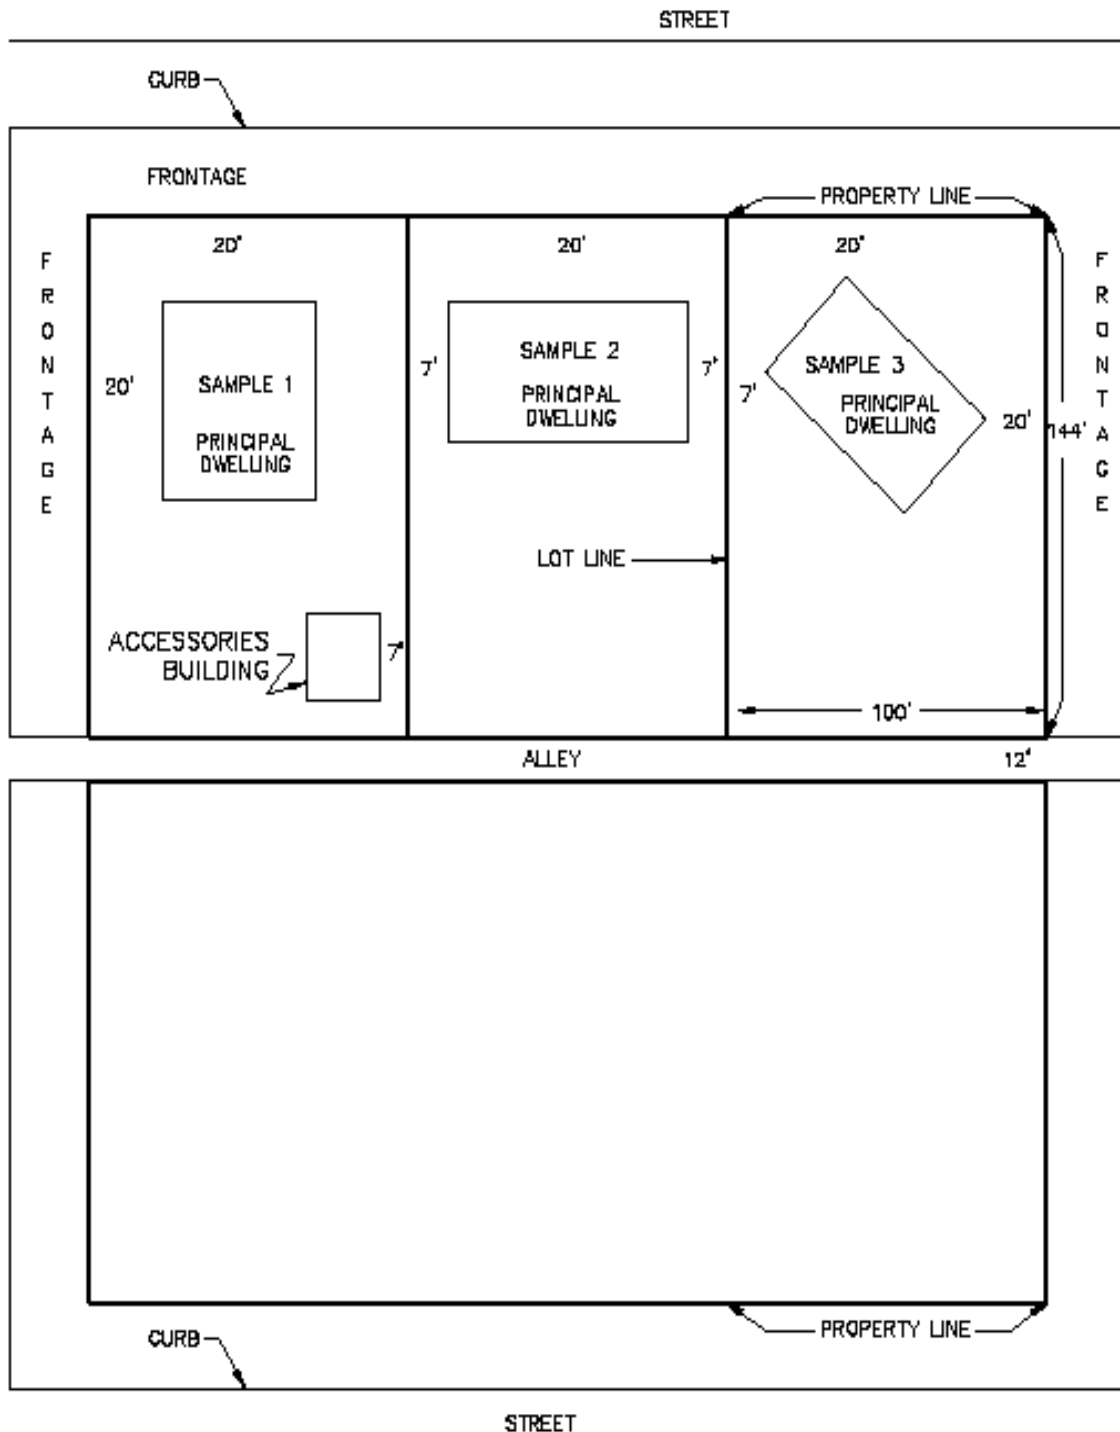 STREET
CURB
FRONTAGE
PROPERTY LINE
20'
20'
20'
FRONTAGE
FRONTAGE
20'
SAMPLE 1
PRINCIPAL
DWELLING
7'
SAMPLE 2
PRINCIPAL
DWELLING
7'
7'
SAMPLE 3
PRINCIPAL
DWELLING
20'
144'
LOT LINE
ACCESSORIES
BUILDING
7'
100'
ALLEY
12'
PROPERTY LINE
CURB
STREET